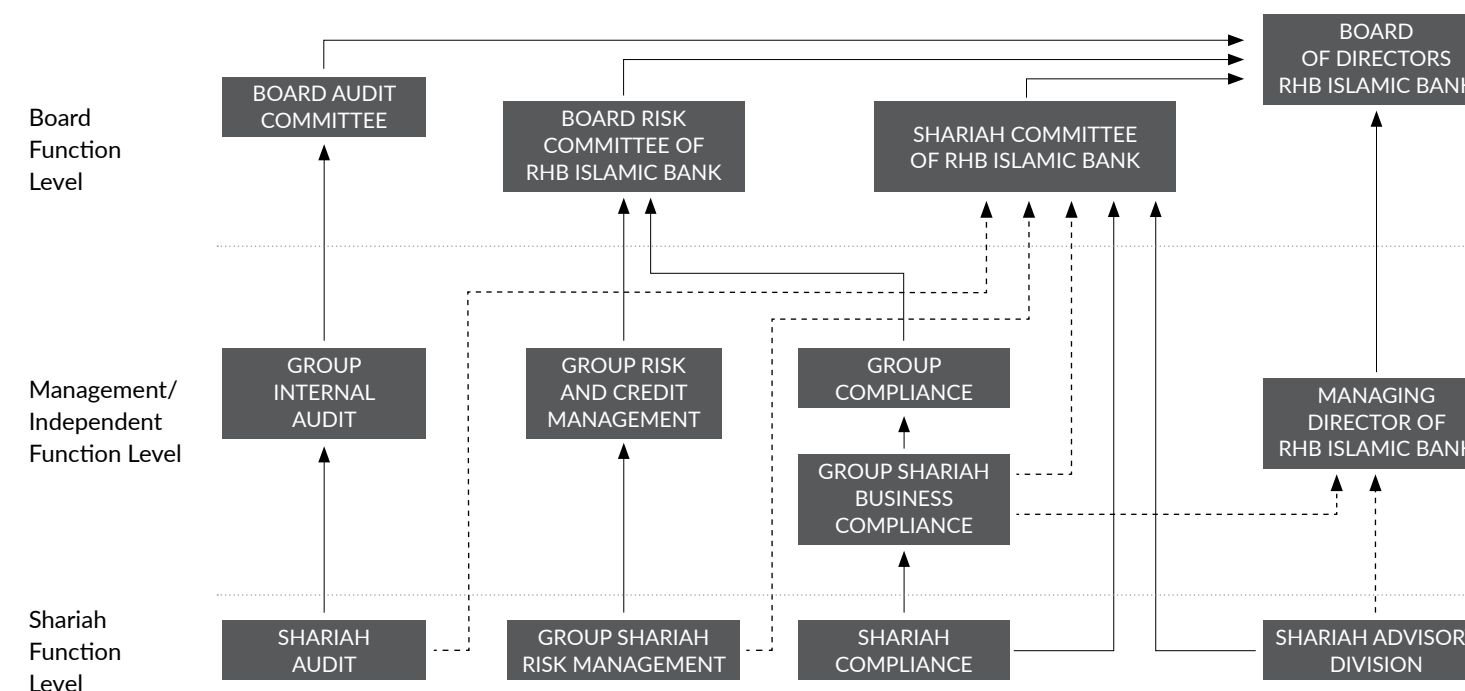 BOARD
OF DIRECTORS
RHB ISLAMIC BANK
Board
Function
Level
BOARD AUDIT
COMMITTEE
BOARD RISK
COMMITTEE OF
RHB ISLAMIC BANK
SHARIAH COMMITTEE
OF RHB ISLAMIC BANK
Management/
Independent
Function Level
GROUP
INTERNAL
AUDIT
GROUP RISK
AND CREDIT
MANAGEMENT
GROUP
COMPLIANCE
GROUP SHARIAH
BUSINESS
COMPLIANCE
MANAGING
DIRECTOR OF
RHB ISLAMIC BANK
Shariah
Function
Level
SHARIAH
AUDIT
GROUP SHARIAH
RISK MANAGEMENT
SHARIAH
COMPLIANCE
SHARIAH ADVISOR
DIVISION